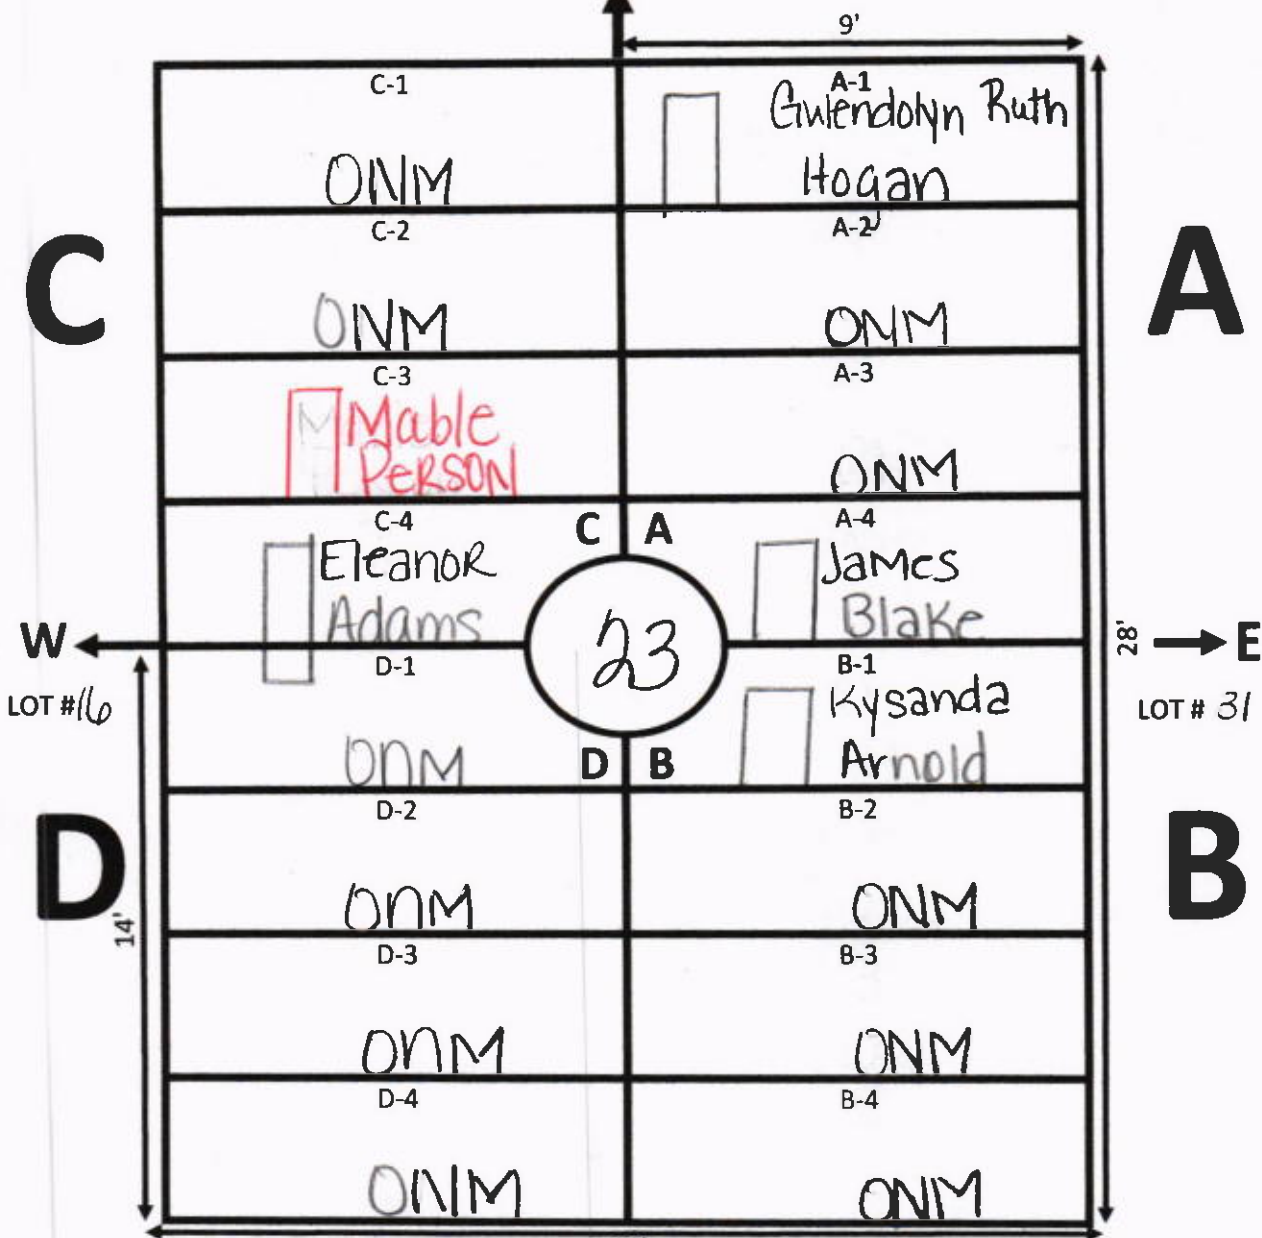 9'
C-1
ONM
A-1
Gwendolyn Ruth
Hogan
C
C-2
ONM
A-2
ONM
A
C-3
Mable
PERSON
A-3
ONM
C-4
Eleanor
Adams
C A
A-4
James
Blake
W
23
28'
E
LOT #16
D-1
ONM
D B
B-1
Kysanda
Arnold
LOT # 31
D
14'
D-2
ONM
B-2
ONM
B
D-3
ONM
B-3
ONM
D-4
ONM
B-4
ONM